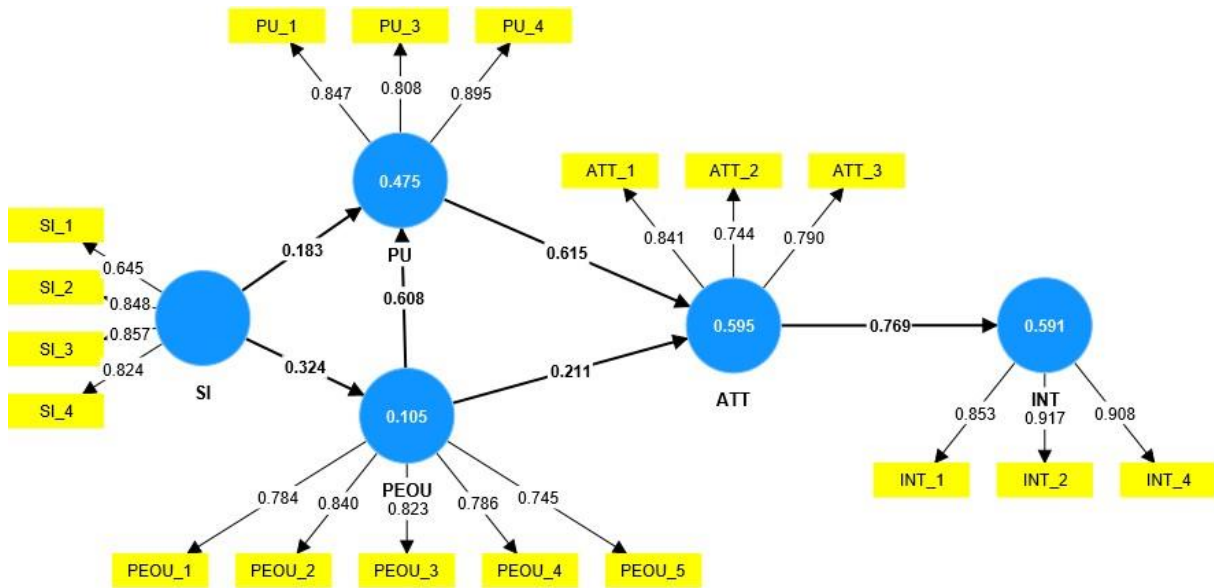 PU_1 PU_3 PU_4
0.847 0.808 0.895
0.475
PU
ATT_1 ATT_2 ATT_3
0.841 0.744 0.790
SI_1
SI_2
SI_3
SI_4
0.645
0.848
0.857
0.824
SI
0.183
0.324
0.608
0.615
0.211
0.595
ATT
0.769
0.591
INT
0.853 0.917 0.908
INT_1 INT_2 INT_4
0.105
PEOU
0.784 0.840 0.823 0.786 0.745
PEOU_1 PEOU_2 PEOU_3 PEOU_4 PEOU_5